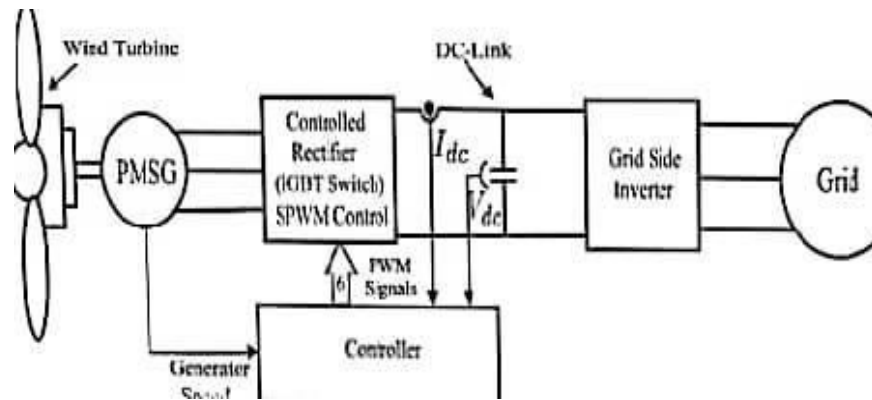 Wind Turbine
DC-Link
PMSG
Controlled
Rectifier
(IGBT Switch)
SPWM Control
Idc
Vdc
Grid Side
Inverter
Grid
6
PWM
Signals
Controller
Generator